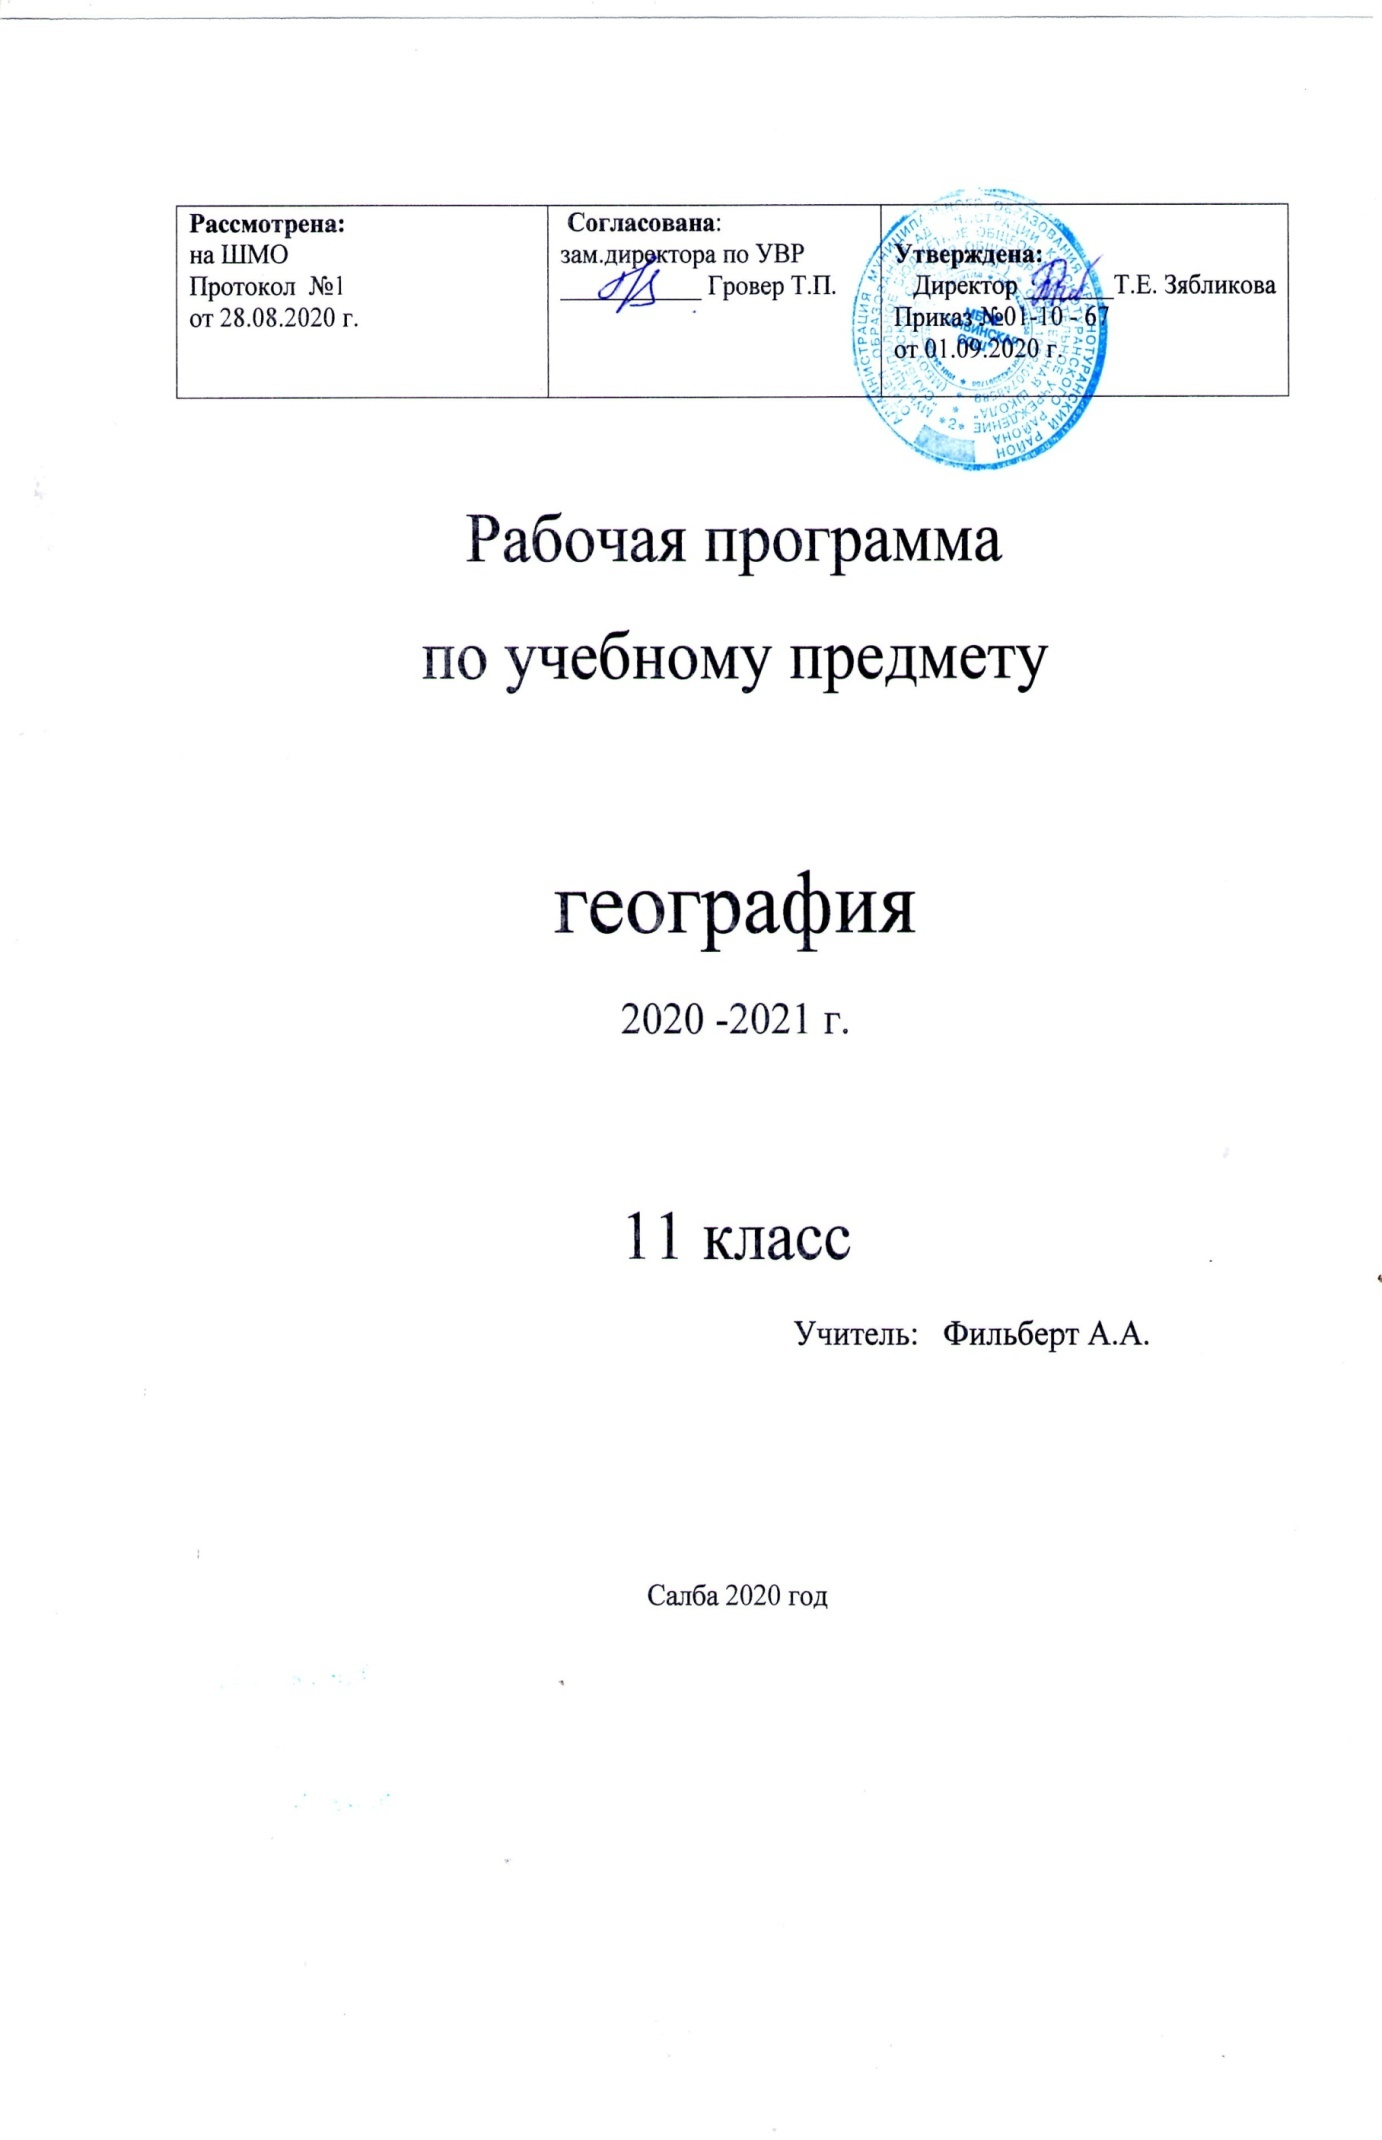 Рассмотрена:
на ШМО
Протокол №1
от 28.08.2020 г.
Согласована:
зам.директора по УВР
___________ Гровер Т.П.
Утверждена:
Директор _______Т.Е. Зябликова
Приказ №01-10 - 67
от 01.09.2020 г.
Рабочая программа
по учебному предмету
география
2020 -2021 г.
11 класс
Учитель: Фильберт А.А.
Салба 2020 год